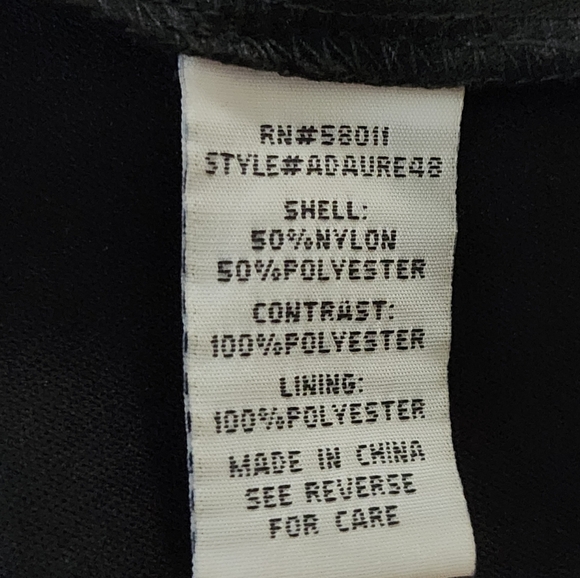 RN#58011
STYLE#ADAURE48
SHELL:
50%NYLON
50%POLYESTER
CONTRAST:
100%POLYESTER
LINING:
100%POLYESTER
MADE IN CHINA
SEE REVERSE
FOR CARE